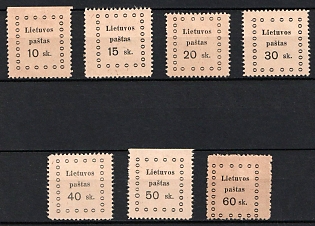 Lietuvos
paštas
10 sk.
Lietuvos
paštas
15 sk.
Lietuvos
paštas
20 sk.
Lietuvos
paštas
30 sk.
Lietuvos
paštas
40 sk.
Lietuvos
paštas
50 sk.
Lietuvos
paštas
60 sk.